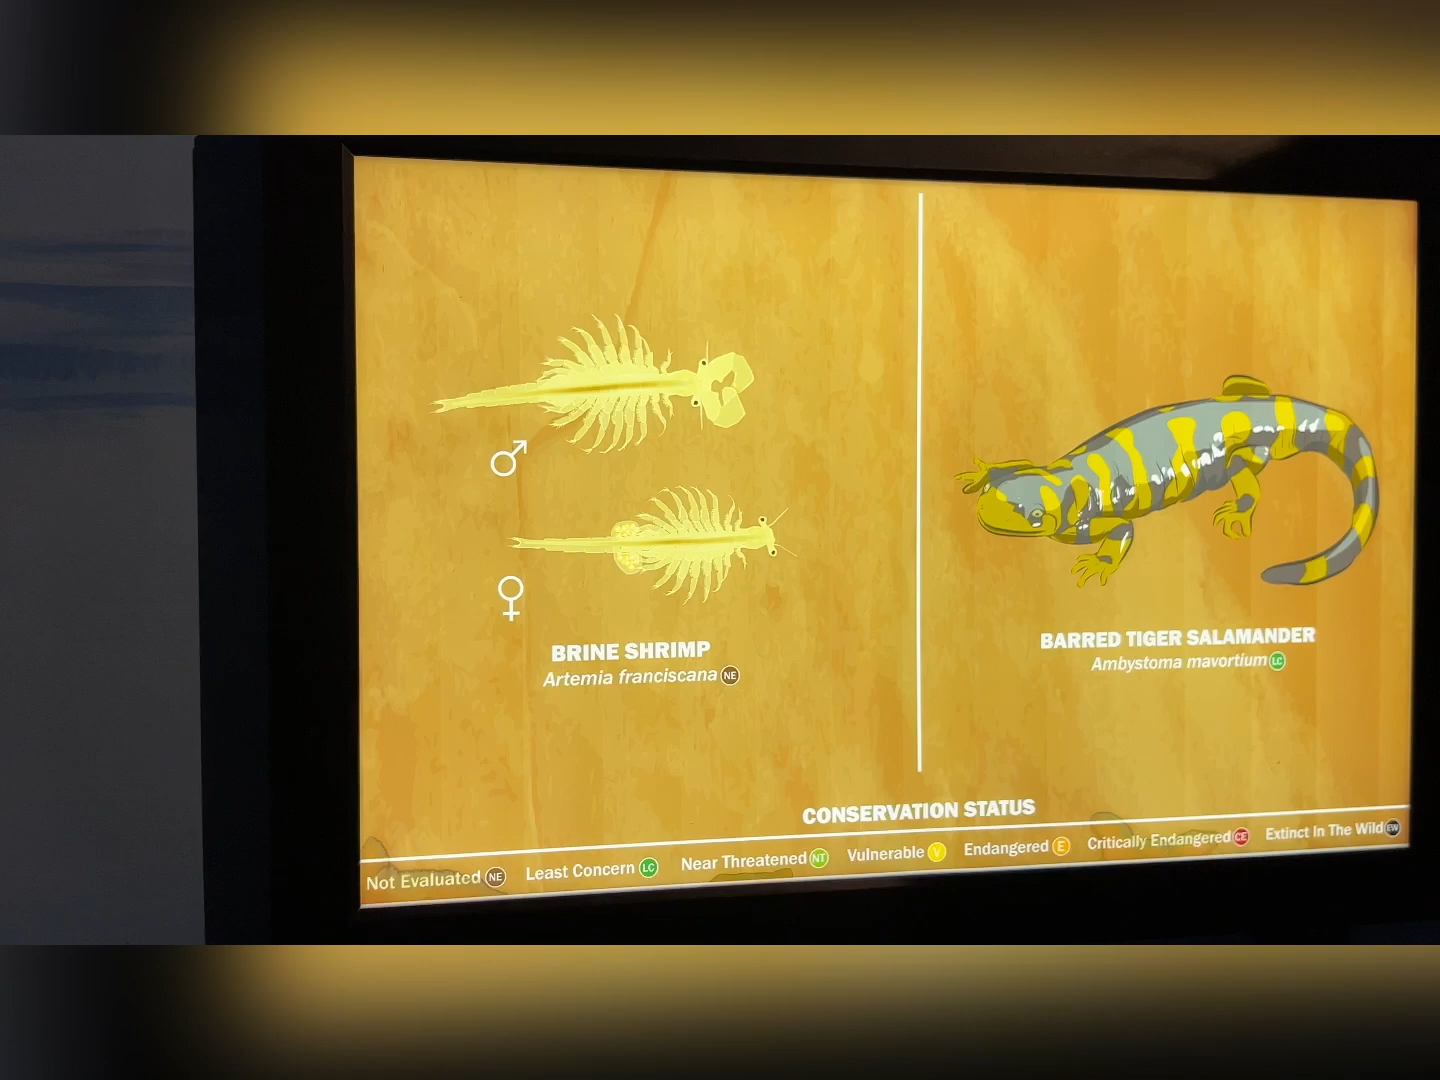 ♂
♀
BRINE SHRIMP
Artemia franciscana NE
BARRED TIGER SALAMANDER
Ambystoma mavortium LC
CONSERVATION STATUS
Not Evaluated NE Least Concern LC Near Threatened NT Vulnerable V Endangered E Critically Endangered CE Extinct In The Wild EW